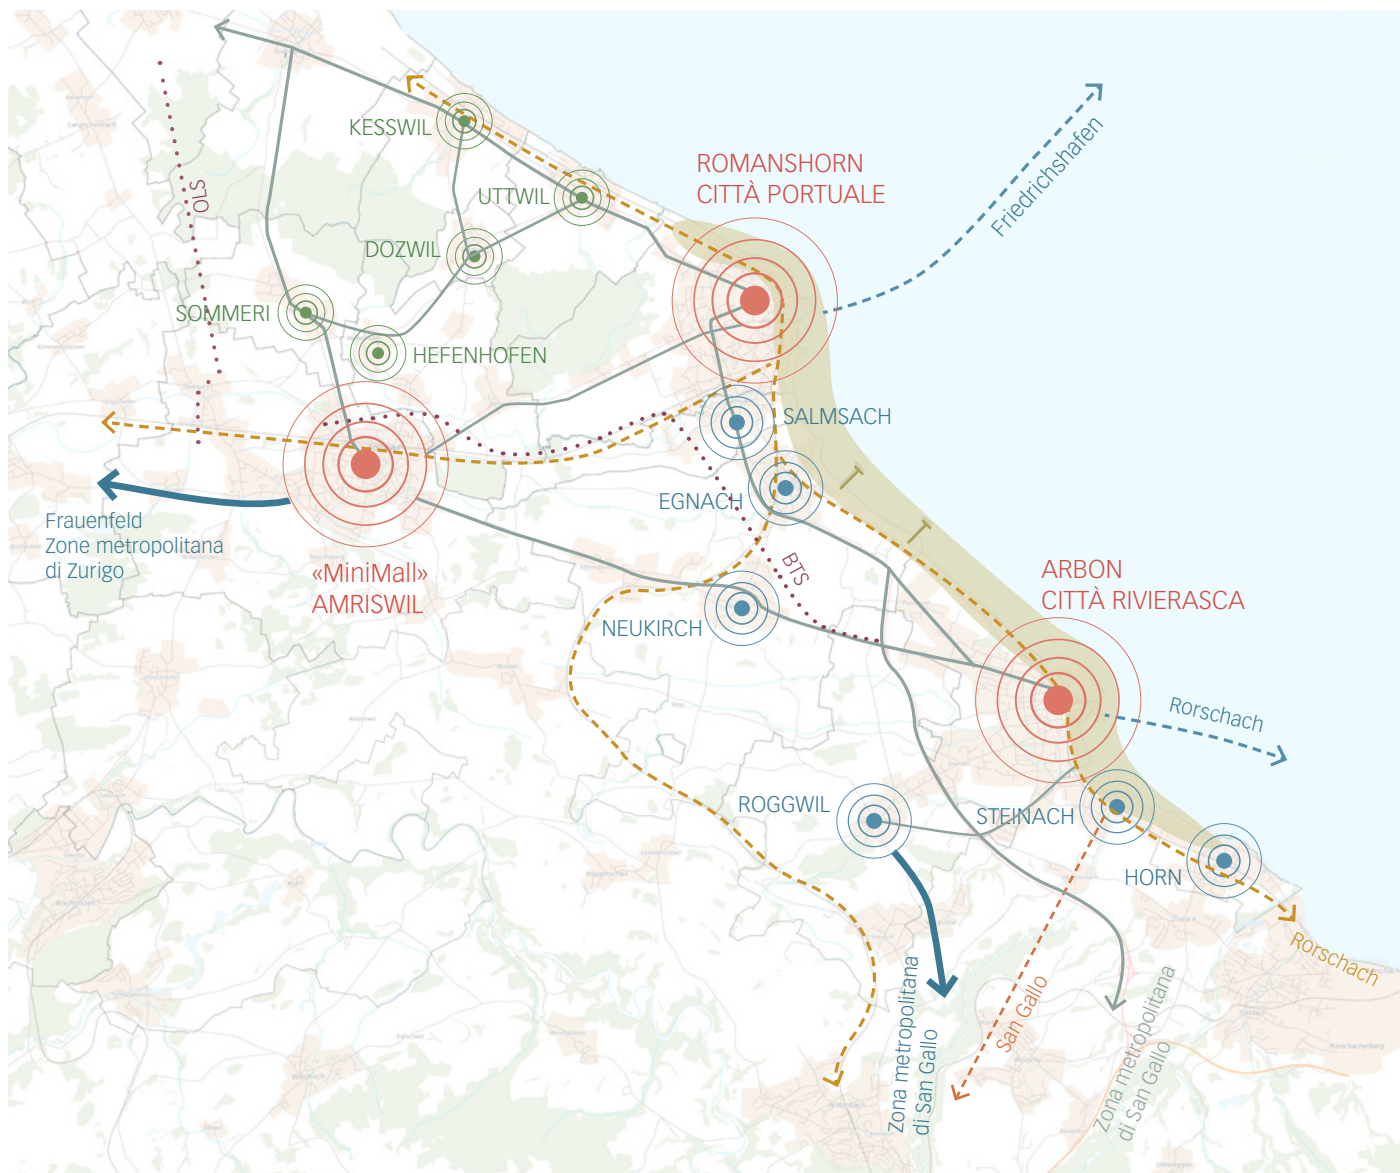 KESSWIL
UTTWIL
ROMANSHORN
CITTÀ PORTUALE
Friedrichshafen
OLS
DOZWIL
SOMMERI
HEFENHOFEN
SALMSACH
EGNACH
Frauenfeld
Zone metropolitana
di Zurigo
«MiniMall»
AMRISWIL
BTS
NEUKIRCH
ARBON
CITTÀ RIVIERASCA
Rorschach
ROGGWIL
STEINACH
HORN
Rorschach
San Gallo
Zona metropolitana
di San Gallo
Zona metropolitana
di San Gallo